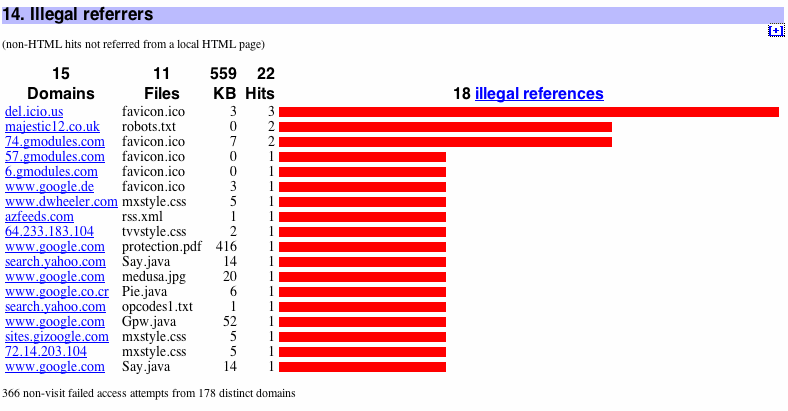 14. Illegal referrers
[+]
(non-HTML hits not referred from a local HTML page)
15 11 559 22
Domains Files KB Hits 18 illegal references
del.icio.us favicon.ico 3 3
majestic12.co.uk robots.txt 0 2
74.gmodules.com favicon.ico 7 2
57.gmodules.com favicon.ico 0 1
6.gmodules.com favicon.ico 0 1
www.google.de favicon.ico 3 1
www.dwheeler.com mxstyle.css 5 1
azfeeds.com rss.xml 1 1
64.233.183.104 tvvstyle.css 2 1
www.google.com protection.pdf 416 1
search.yahoo.com Say.java 14 1
www.google.com medusa.jpg 20 1
www.google.co.cr Pie.java 6 1
search.yahoo.com opcodes1.txt 1 1
www.google.com Gpw.java 52 1
sites.gizoogle.com mxstyle.css 5 1
72.14.203.104 mxstyle.css 5 1
www.google.com Say.java 14 1
366 non-visit failed access attempts from 178 distinct domains